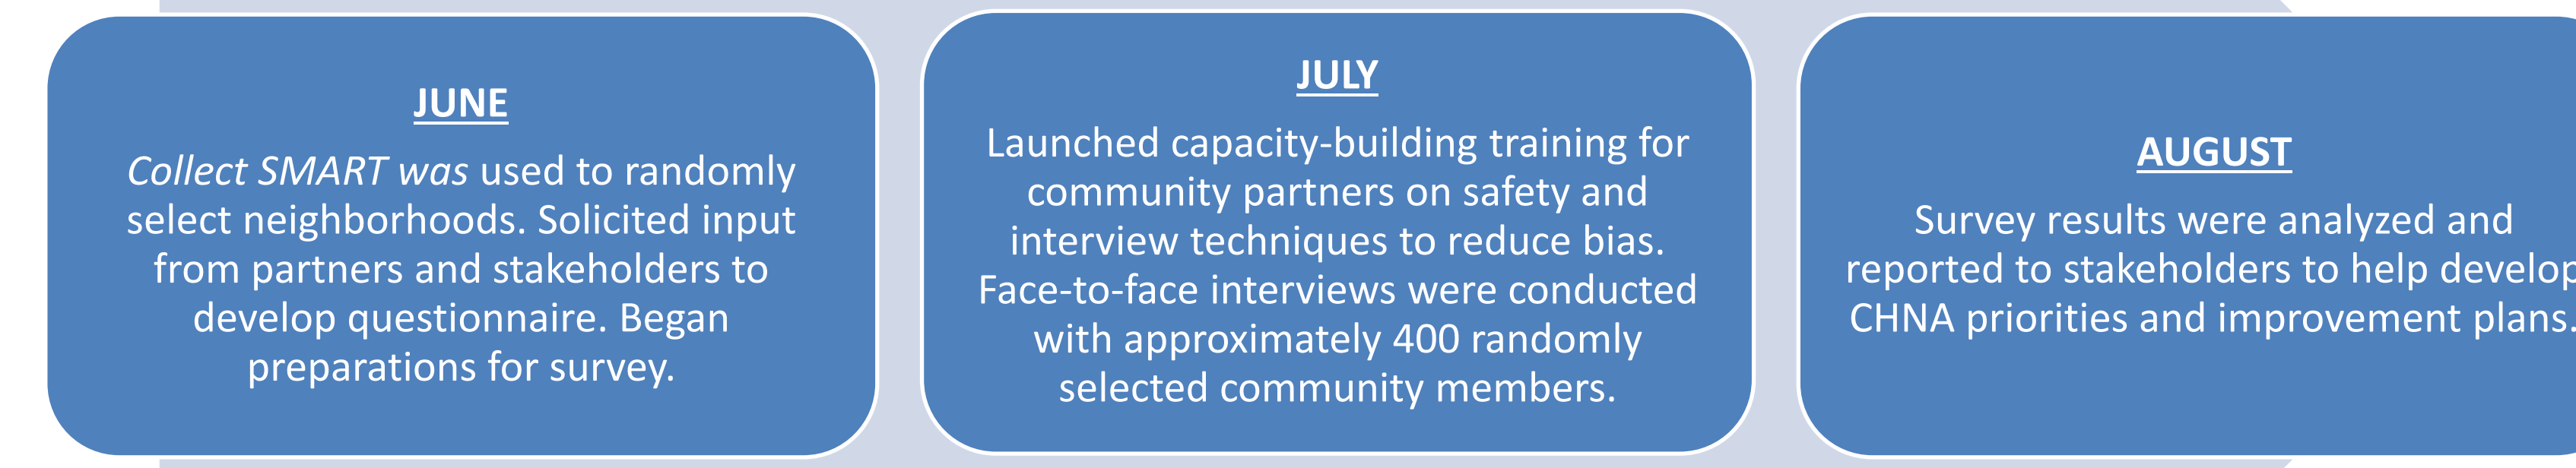 JUNE
Collect SMART was used to randomly
select neighborhoods. Solicited input
from partners and stakeholders to
develop questionnaire. Began
preparations for survey.
JULY
Launched capacity-building training for
community partners on safety and
interview techniques to reduce bias.
Face-to-face interviews were conducted
with approximately 400 randomly
selected community members.
AUGUST
Survey results were analyzed and
reported to stakeholders to help develop
CHNA priorities and improvement plans.